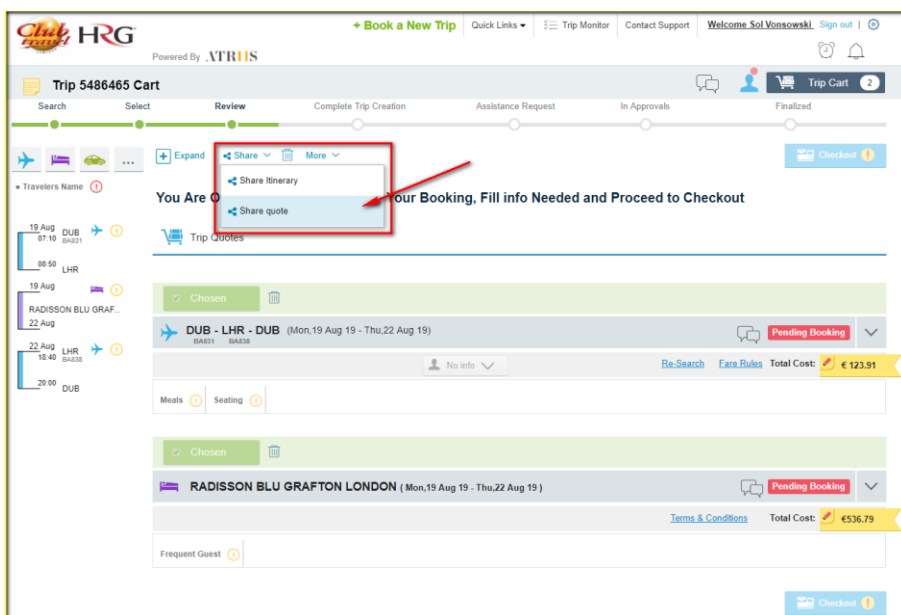 Club Travel HRG
+ Book a New Trip Quick Links Trip Monitor Contact Support Welcome Sol Vonsowski Sign out |
Powered By ATRIIS
Trip 5486465 Cart Trip Cart 2
Search Select Review Complete Trip Creation Assistance Request In Approvals Finalized
+ Expand Share More Checkout !
Share Itinerary
Share quote
Travelers Name !
You Are O Your Booking, Fill info Needed and Proceed to Checkout
Trip Quotes
19 Aug
07:10 DUB !
BA831
08:50 LHR
19 Aug !
RADISSON BLU GRAF...
22 Aug
22 Aug
18:40 LHR !
BA838
20:00 DUB
Chosen
DUB - LHR - DUB (Mon,19 Aug 19 - Thu,22 Aug 19) Pending Booking
BA831 BA838
No info Re-Search Fare Rules Total Cost: € 123.91
Meals ! Seating !
Chosen
RADISSON BLU GRAFTON LONDON ( Mon,19 Aug 19 - Thu,22 Aug 19 ) Pending Booking
Terms & Conditions Total Cost: €536.79
Frequent Guest !
Checkout !